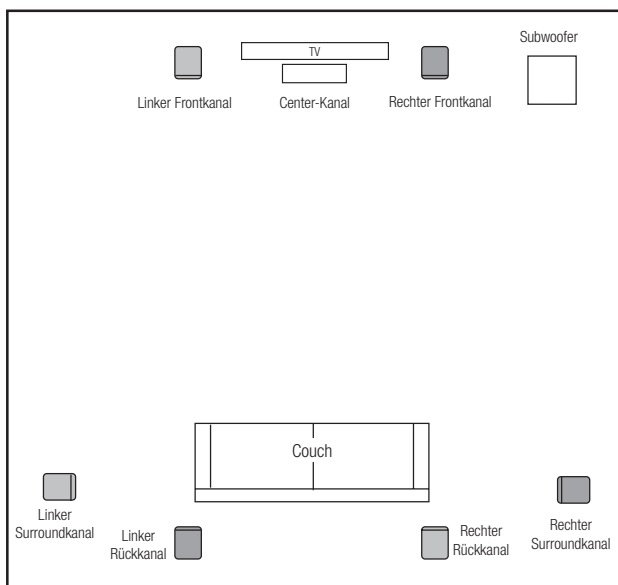 Subwoofer
TV
Linker Frontkanal
Center-Kanal
Rechter Frontkanal
Couch
Linker
Surroundkanal
Linker
Rückkanal
Rechter
Rückkanal
Rechter
Surroundkanal